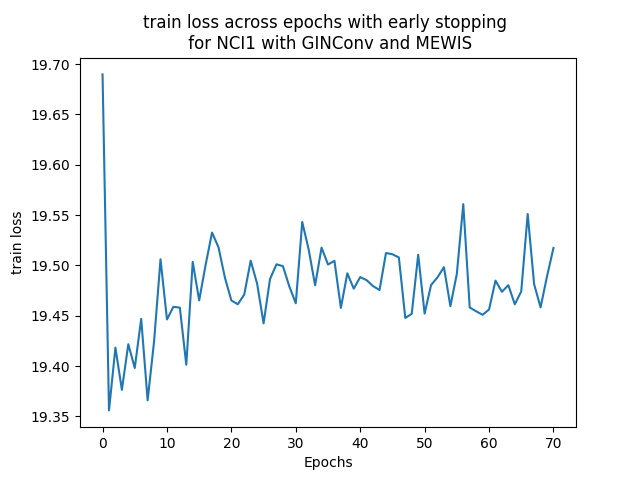 train loss across epochs with early stopping
for NCI1 with GINConv and MEWIS
19.70
19.65
19.60
19.55
19.50
19.45
19.40
19.35
train loss
0 10 20 30 40 50 60 70
Epochs